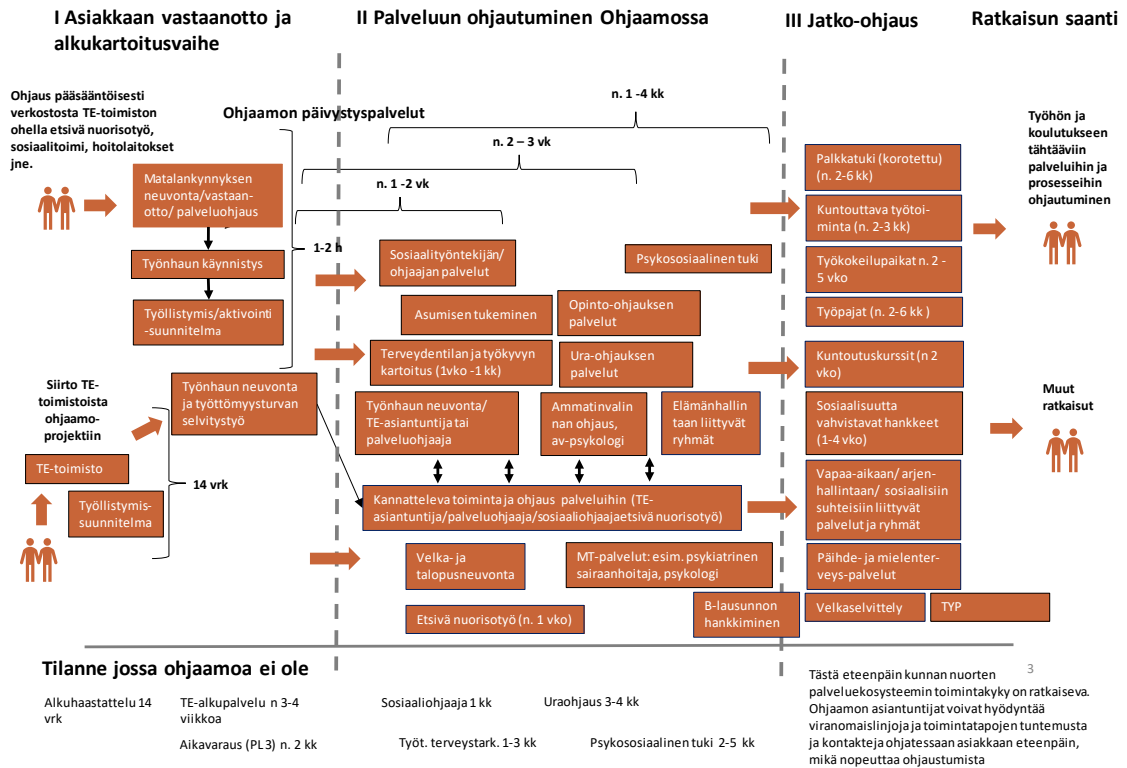 I Asiakkaan vastaanotto ja
alkukartoitusvaihe
II Palveluun ohjautuminen Ohjaamossa
III Jatko-ohjaus
Ratkaisun saanti
Ohjaus pääsääntöisesti
verkostosta TE-toimiston
ohella etsivä nuorisotyö,
sosiaalitoimi, hoitolaitokset
jne.
Ohjaamon päivystyspalvelut
Matalankynnyksen
neuvonta/vastaan-
otto/ palveluohjaus
Työnhaun käynnistys
Työllistymis/aktivointi
-suunnitelma
1-2 h
Siirto TE-
toimistoista
ohjaamo-
projektiin
Työnhaun neuvonta
ja työttömyysturvan
selvitystyö
TE-toimisto
Työllistymis-
suunnitelma
14 vrk
n. 1 -4 kk
n. 2 – 3 vk
n. 1 -2 vk
Sosiaalityöntekijän/
ohjaajan palvelut
Psykososiaalinen tuki
Asumisen tukeminen
Opinto-ohjauksen
palvelut
Terveydentilan ja työkyvyn
kartoitus (1vko -1 kk)
Ura-ohjauksen
palvelut
Työnhaun neuvonta/
TE-asiantuntija tai
palveluohjaaja
Ammatinvalin
nan ohjaus,
av-psykologi
Elämänhallin
taan liittyvät
ryhmät
Kannatteleva toiminta ja ohjaus palveluihin (TE-
asiantuntija/palveluohjaaja/sosiaaliohjaajaetsivä nuorisotyö)
Velka- ja
talopusneuvonta
MT-palvelut: esim. psykiatrinen
sairaanhoitaja, psykologi
Etsivä nuorisotyö (n. 1 vko)
B-lausunnon
hankkiminen
Palkkatuki (korotettu)
(n. 2-6 kk)
Kuntouttava työtoi-
minta (n. 2-3 kk)
Työkokeilupaikat n. 2 -
5 vko
Työpajat (n. 2-6 kk )
Kuntoutuskurssit (n 2
vko)
Sosiaalisuutta
vahvistavat hankkeet
(1-4 vko)
Vapaa-aikaan/ arjen-
hallintaan/ sosiaalisiin
suhteisiin liittyvät
palvelut ja ryhmät
Päihde- ja mielenter-
veys-palvelut
Velkaselvittely
TYP
Työhön ja
koulutukseen
tähtääviin
palveluihin ja
prosesseihin
ohjautuminen
Muut
ratkaisut
Tilanne jossa ohjaamoa ei ole
Alkuhaastattelu 14
vrk
TE-alkupalvelu n 3-4
viikkoa
Aikavaraus (PL3) n. 2 kk
Sosiaaliohjaaja 1 kk
Uraohjaus 3-4 kk
Työt. terveystark. 1-3 kk
Psykososiaalinen tuki 2-5 kk
3
Tästä eteenpäin kunnan nuorten
palveluekosysteemin toimintakyky on ratkaiseva.
Ohjaamon asiantuntijat voivat hyödyntää
viranomaislinjoja ja toimintatapojen tuntemusta
ja kontakteja ohjatessaan asiakkaan eteenpäin,
mikä nopeuttaa ohjaustumista